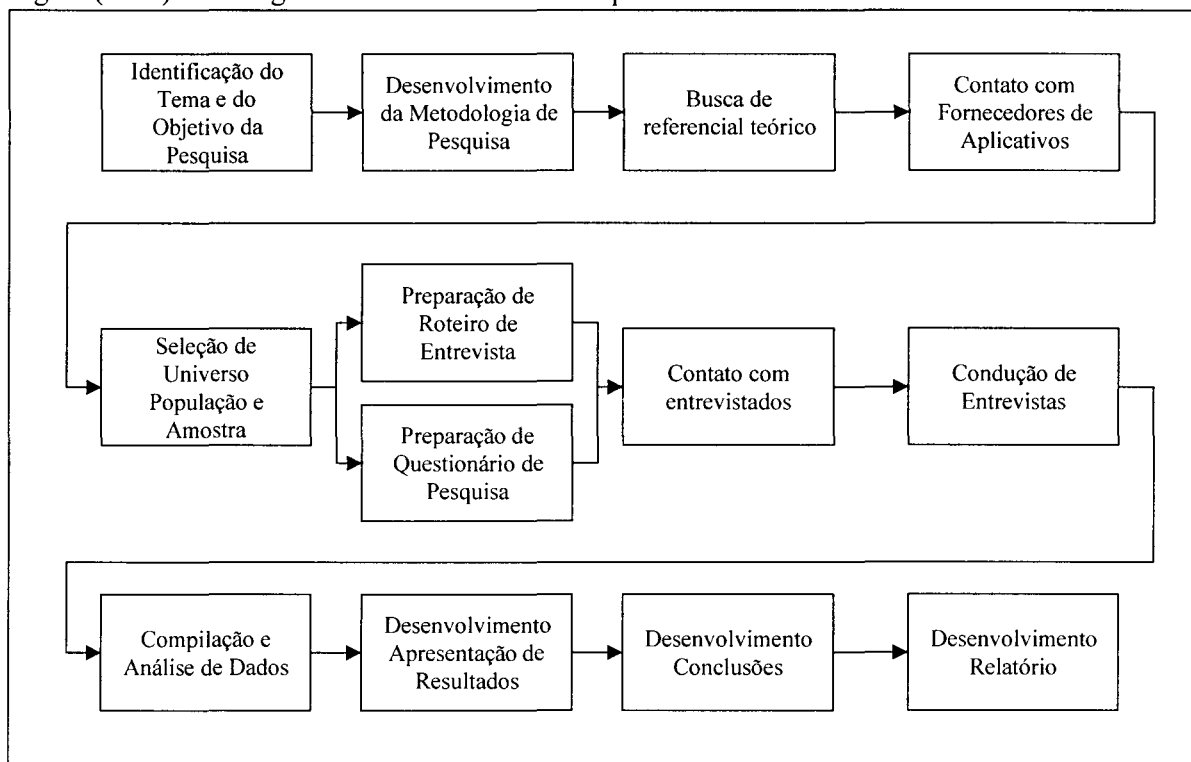 Identificação do
Tema e do
Objetivo da
Pesquisa
Desenvolvimento
da Metodologia de
Pesquisa
Busca de
referencial teórico
Contato com
Fornecedores de
Aplicativos
Seleção de
Universo
População e
Amostra
Preparação de
Roteiro de
Entrevista
Preparação de
Questionário de
Pesquisa
Contato com
entrevistados
Condução de
Entrevistas
Compilação e
Análise de Dados
Desenvolvimento
Apresentação de
Resultados
Desenvolvimento
Conclusões
Desenvolvimento
Relatório